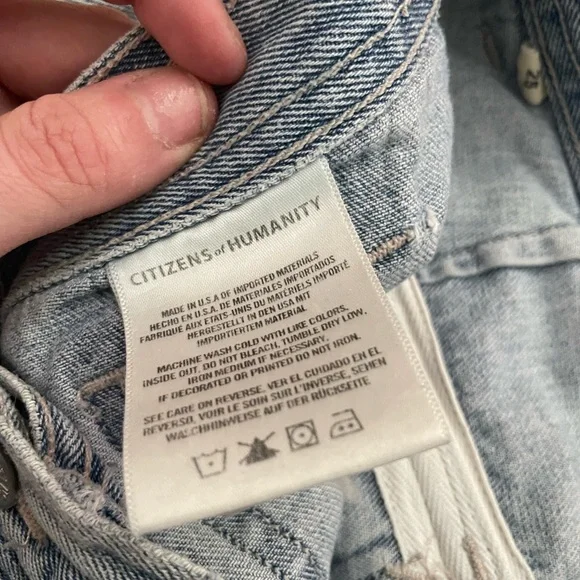 CITIZENS of HUMANITY
MADE IN U.S.A OF IMPORTED MATERIALS
HECHO EN U.S.A. DE MATERIALES IMPORTADOS
FABRIQUE AUX ETATS-UNIS DU MATÉRIELS IMPORTÉ
HERGESTELLT IN DEN USA MIT
IMPORTIERTEM MATERIAL
MACHINE WASH COLD WITH LIKE COLORS,
INSIDE OUT, DO NOT BLEACH, TUMBLE DRY LOW.
IRON MEDIUM IF NECESSARY.
IF DECORATED OR PRINTED DO NOT IRON.
SEE CARE ON REVERSE, VER EL CUIDADO EN EL
REVERSO, VOIR LE SOIN SUR L'INVERSE, SEHEN
WALCHHINWEISE AUF DER RÜCKSEITE